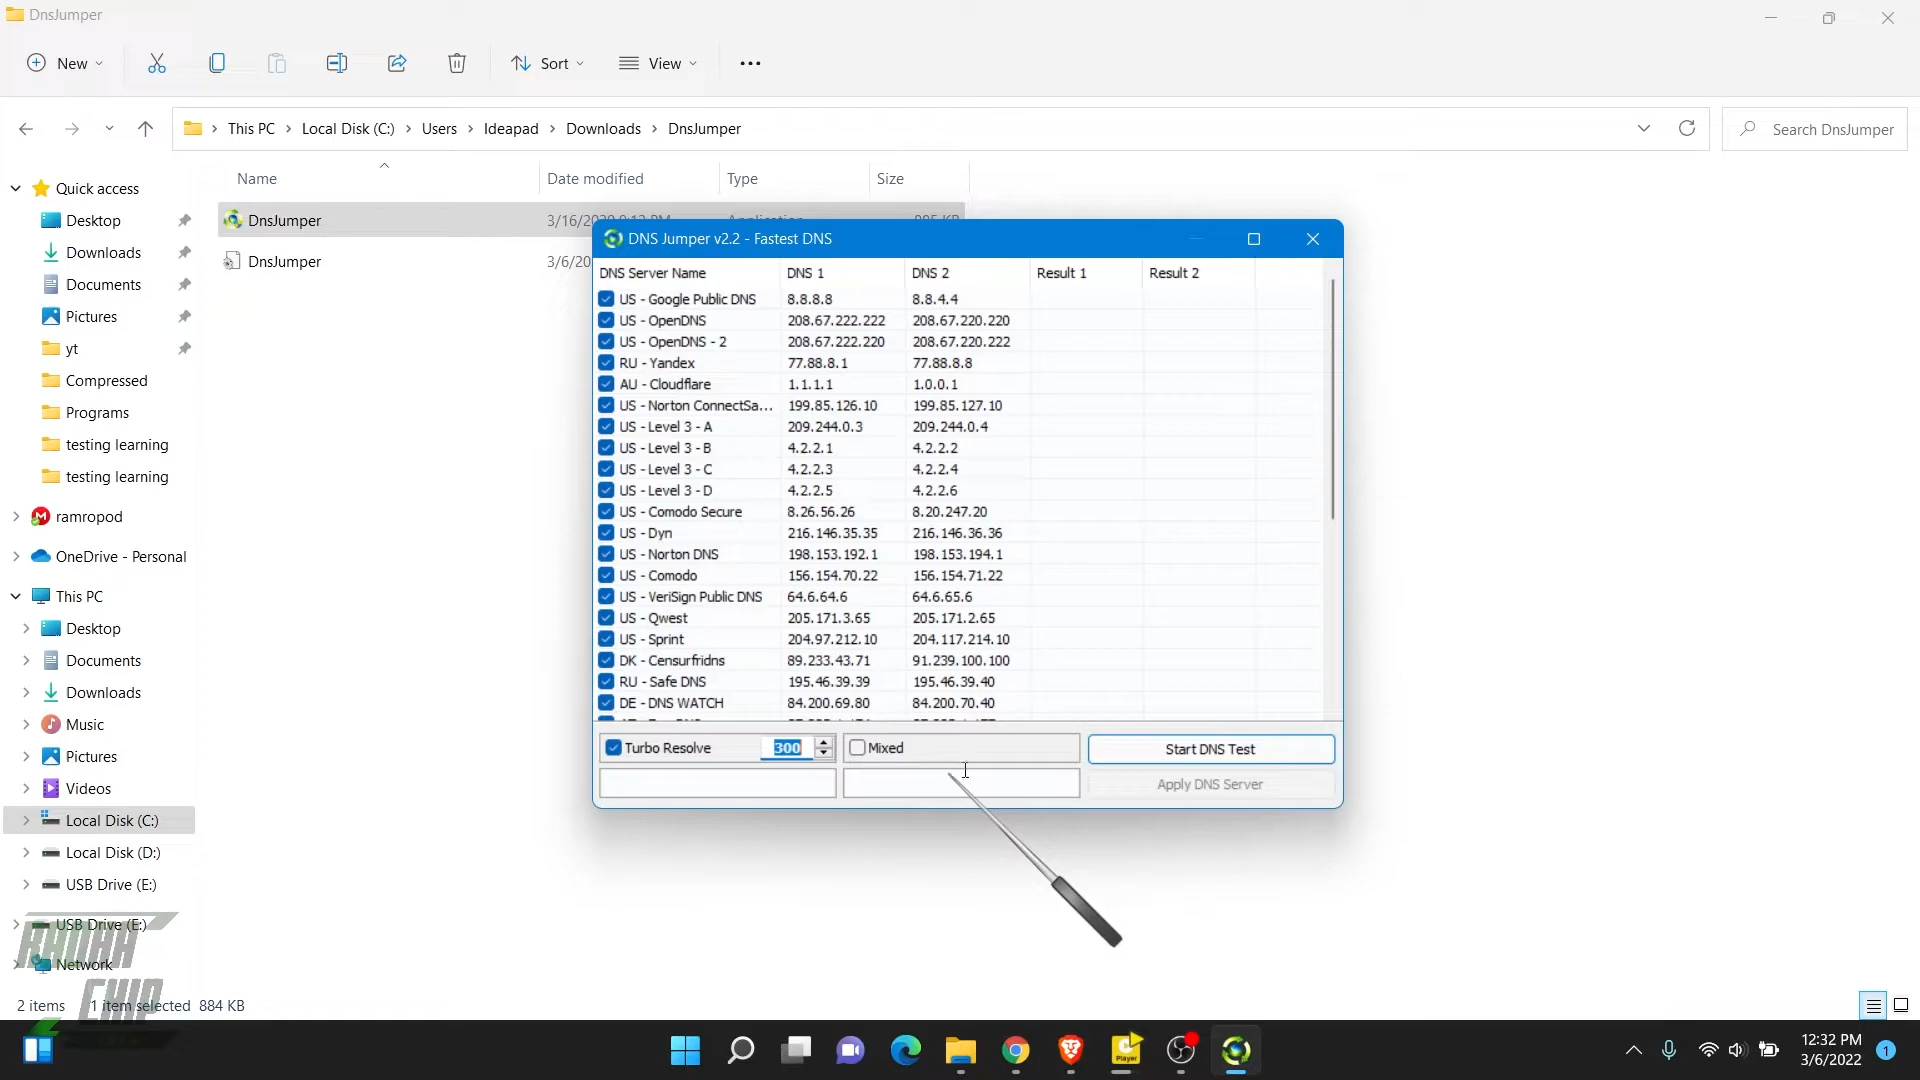 DnsJumper
New
Sort
View
This PC
Local Disk (C:)
Users
Ideapad
Downloads
DnsJumper
Search DnsJumper
Name
Date modified
Type
Size
DnsJumper
DnsJumper
3/6/20
Quick access
Desktop
Downloads
Documents
Pictures
yt
Compressed
Programs
testing learning
testing learning
ramropod
OneDrive - Personal
This PC
Desktop
Documents
Downloads
Music
Pictures
Videos
Local Disk (C:)
Local Disk (D:)
USB Drive (E:)
USB Drive (E:)
Network
CHIP
2 items 1 item selected 884 KB
DNS Jumper v2.2 - Fastest DNS
DNS Server Name DNS 1 DNS 2 Result 1 Result 2
US - Google Public DNS 8.8.8.8 8.8.4.4
US - OpenDNS 208.67.222.222 208.67.220.220
US - OpenDNS - 2 208.67.222.220 208.67.220.222
RU - Yandex 77.88.8.1 77.88.8.8
AU - Cloudflare 1.1.1.1 1.0.0.1
US - Norton ConnectSa... 199.85.126.10 199.85.127.10
US - Level 3 - A 209.244.0.3 209.244.0.4
US - Level 3 - B 4.2.2.1 4.2.2.2
US - Level 3 - C 4.2.2.3 4.2.2.4
US - Level 3 - D 4.2.2.5 4.2.2.6
US - Comodo Secure 8.26.56.26 8.20.247.20
US - Dyn 216.146.35.35 216.146.36.36
US - Norton DNS 198.153.192.1 198.153.194.1
US - Comodo 156.154.70.22 156.154.71.22
US - VeriSign Public DNS 64.6.64.6 64.6.65.6
US - Qwest 205.171.3.65 205.171.2.65
US - Sprint 204.97.212.10 204.117.214.10
DK - Censurfridns 89.233.43.71 91.239.100.100
RU - Safe DNS 195.46.39.39 195.46.39.40
DE - DNS WATCH 84.200.69.80 84.200.70.40
Turbo Resolve 300 Mixed Start DNS Test
Apply DNS Server
Player
12:32 PM
3/6/2022
1